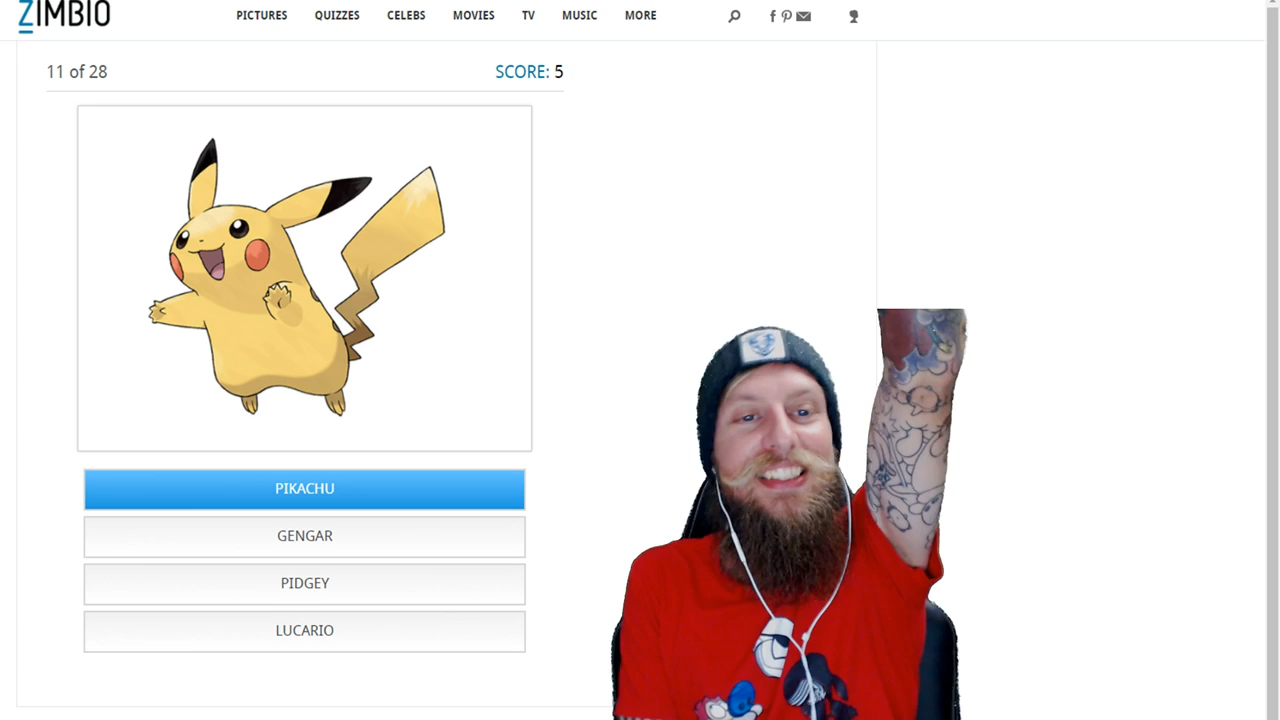 ZIMBIO
PICTURES QUIZZES CELEBS MOVIES TV MUSIC MORE
11 of 28 SCORE: 5
PIKACHU
GENGAR
PIDGEY
LUCARIO